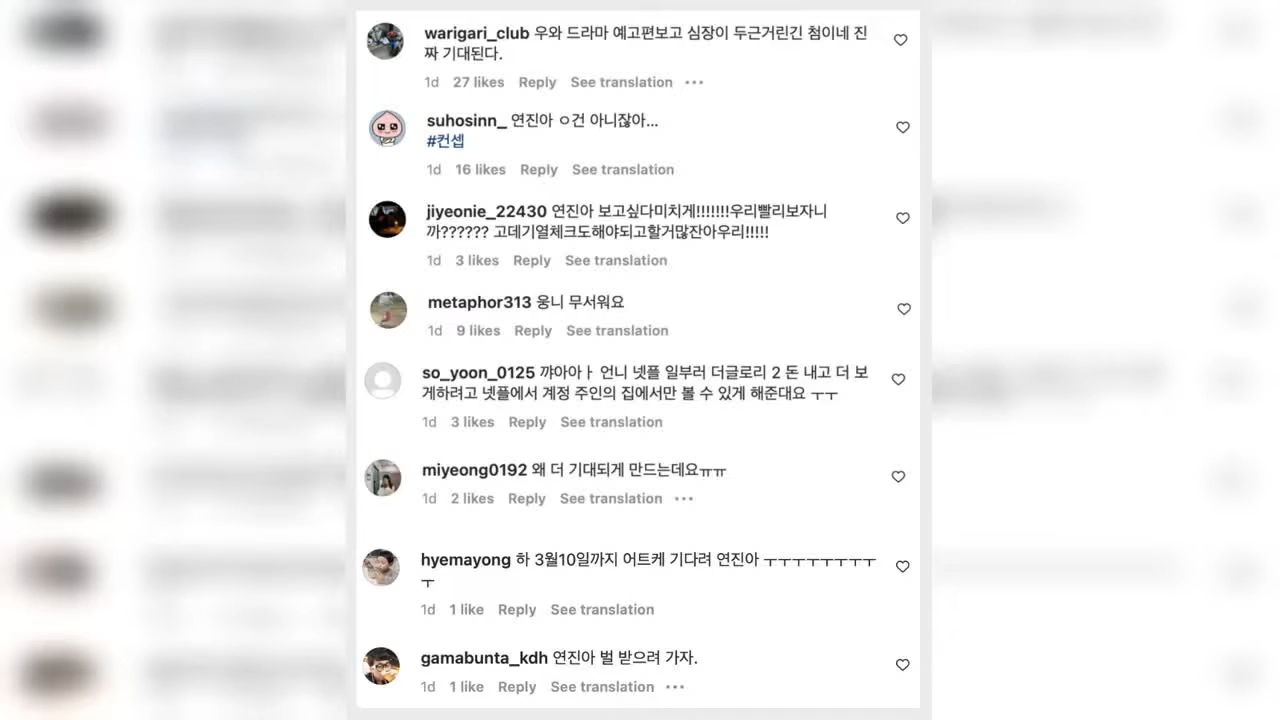 warigari_club 우와 드라마 예고편보고 심장이 두근거린긴 첨이네 진
짜 기대된다.
1d 27 likes Reply See translation ...
suhosinn_ 연진아 ㅇ건 아니잖아...
#컨셉
1d 16 likes Reply See translation
jiyeonie_22430 연진아 보고싶다미치게!!!!!!!우리빨리보자니
까?????? 고데기열체크도해야되고할거많잔아우리!!!!!
1d 3 likes Reply See translation
metaphor313 웅니 무서워요
1d 9 likes Reply See translation
so_yoon_0125 꺄아아ㅏ 언니 넷플 일부러 더글로리 2 돈 내고 더 보
게하려고 넷플에서 계정 주인의 집에서만 볼 수 있게 해준대요 ㅜㅜ
1d 3 likes Reply See translation
miyeong0192 왜 더 기대되게 만드는데요ㅠㅠ
1d 2 likes Reply See translation ...
hyemayong 하 3월10일까지 어트케 기다려 연진아 ㅜㅜㅜㅜㅜㅜㅜㅜ
ㅜ
1d 1 like Reply See translation
gamabunta_kdh 연진아 벌 받으려 가자.
1d 1 like Reply See translation ...